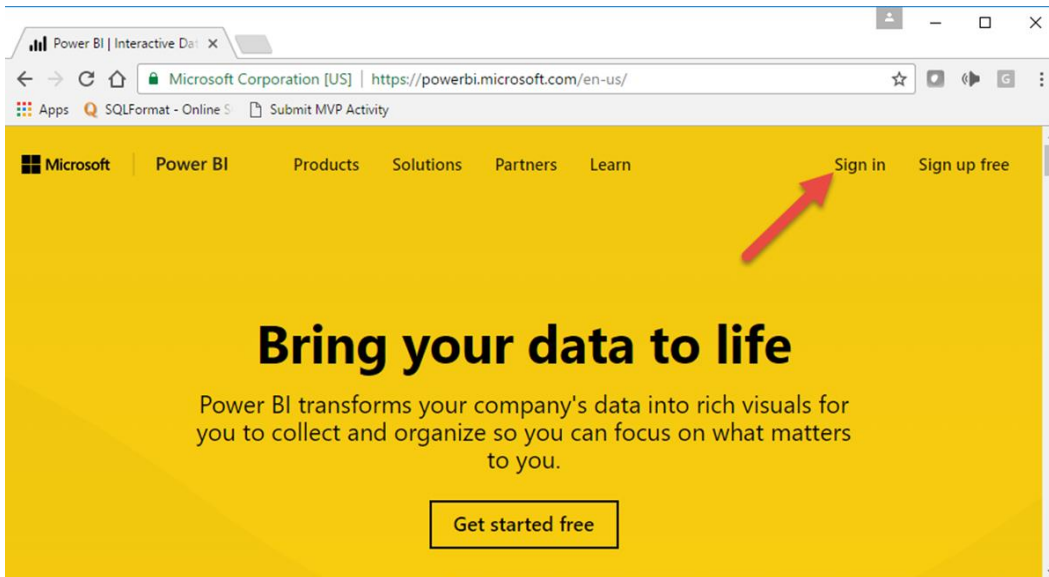 Power BI | Interactive Dat
Microsoft Corporation [US] | https://powerbi.microsoft.com/en-us/
G
Apps SQLFormat - Online S Submit MVP Activity
Microsoft Power BI Products Solutions Partners Learn Sign in Sign up free
Bring your data to life
Power BI transforms your company's data into rich visuals for
you to collect and organize so you can focus on what matters
to you.
Get started free